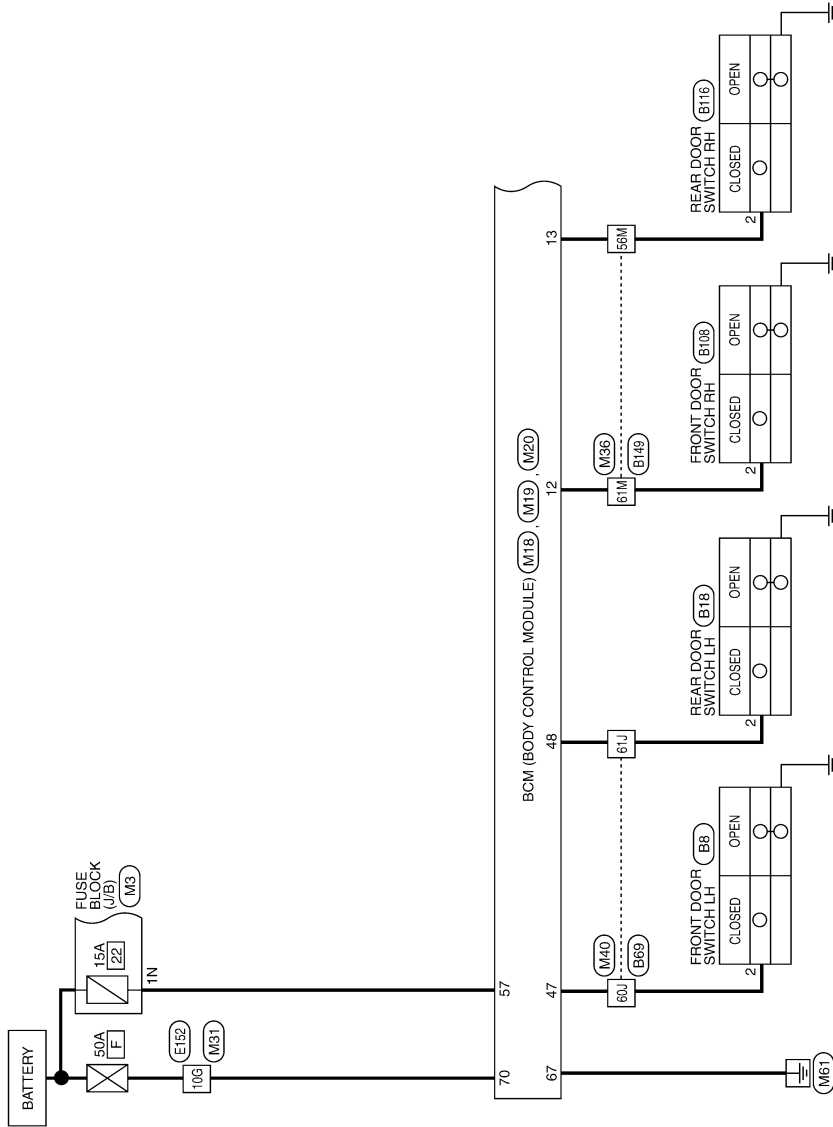 BATTERY
50A
F
15A
22
FUSE
BLOCK
(J/B)
M3
1N
10G
E152
M31
70
57
BCM (BODY CONTROL MODULE) M18 , M19 , M20
67
47
48
12
13
60J
M40
B69
61J
61M
M36
B149
56M
M61
FRONT DOOR
SWITCH LH
B8
CLOSED
OPEN
2
REAR DOOR
SWITCH LH
B18
CLOSED
OPEN
2
FRONT DOOR
SWITCH RH
B108
CLOSED
OPEN
2
REAR DOOR
SWITCH RH
B116
CLOSED
OPEN
2